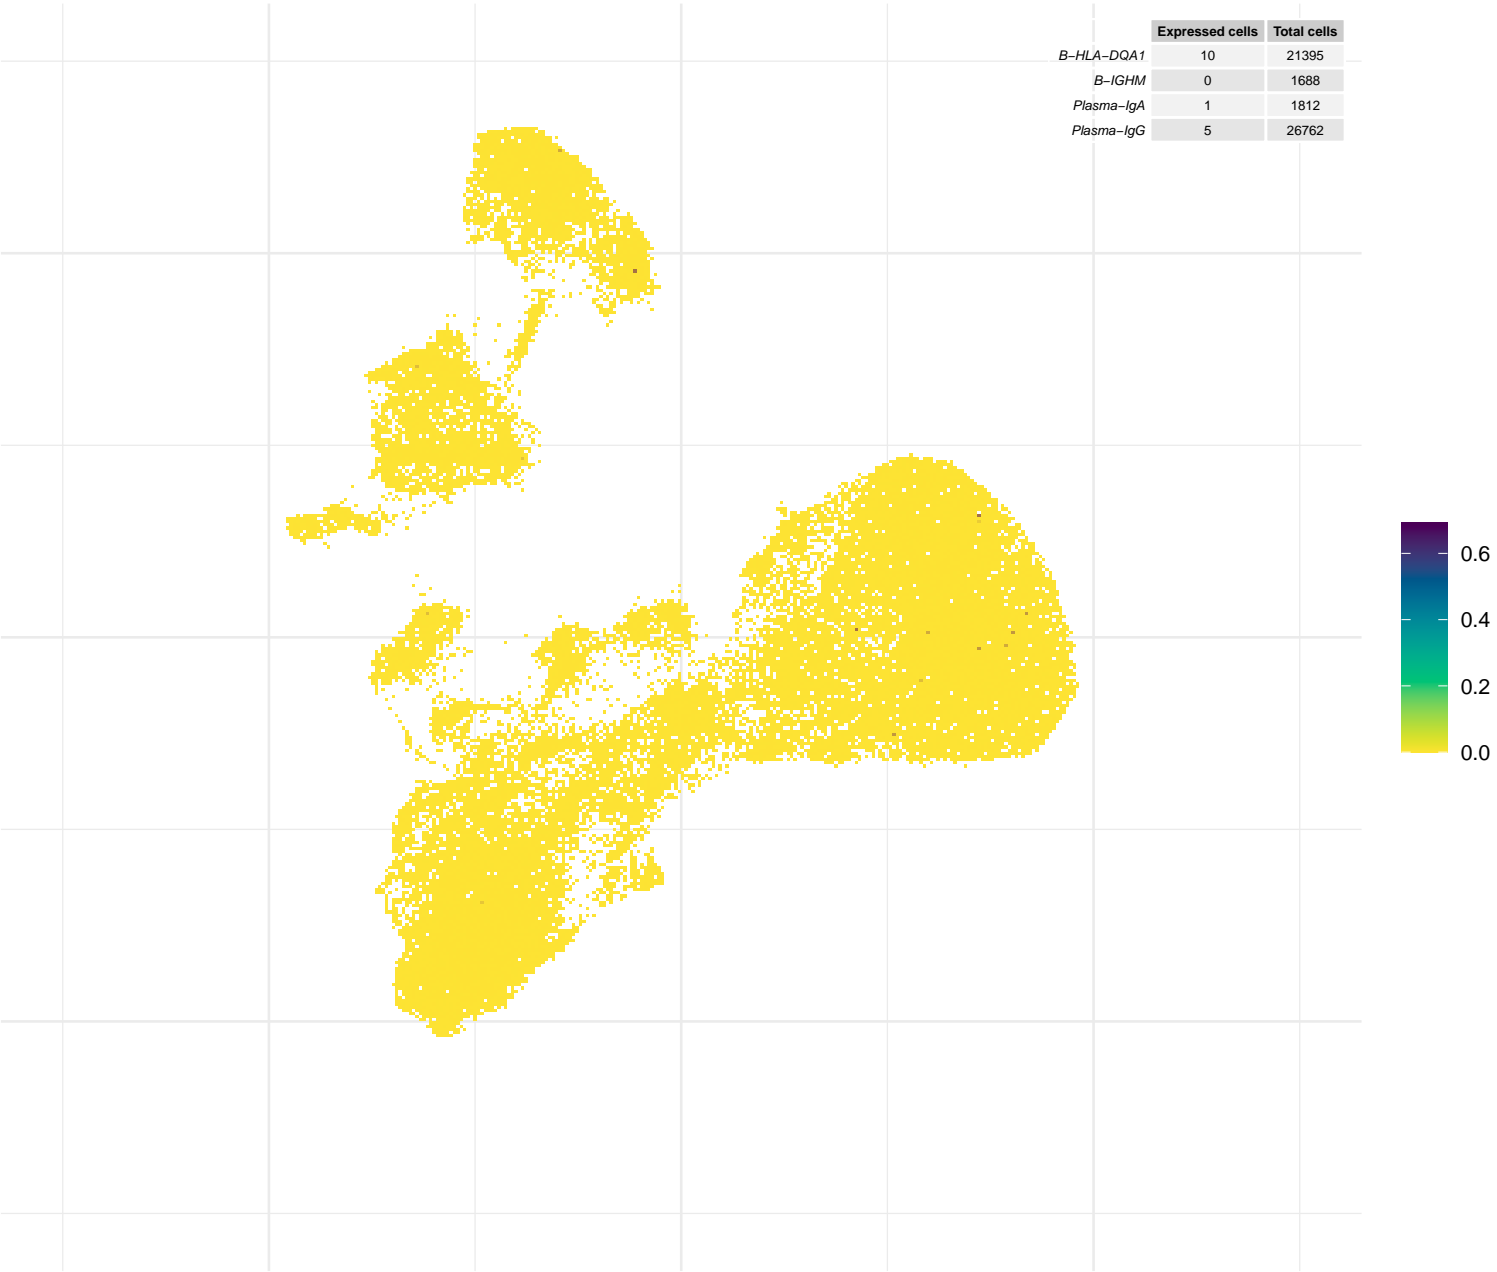 Expressed cells Total cells
B−HLA−DQA1 10 21395
B−IGHM 0 1688
Plasma−IgA 1 1812
Plasma−IgG 5 26762
0.6
0.4
0.2
0.0